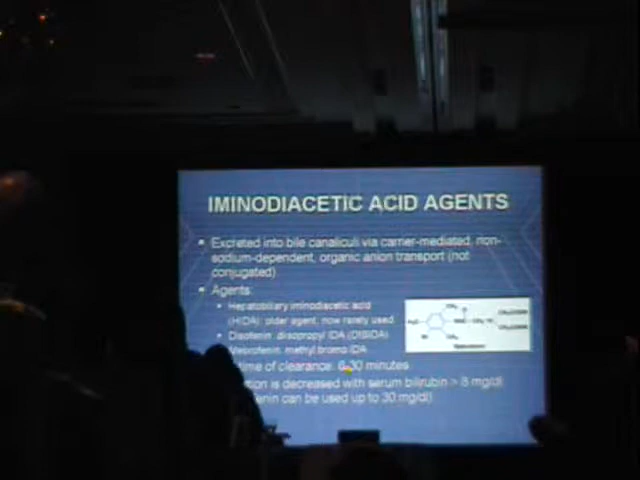 IMINODIACETIC ACID AGENTS
Excreted into bile canaliculi via carrier-mediated, non-
sodium-dependent, organic anion transport (not
conjugated)
Agents:
Hepatobiliary iminodiacetic acid
(HIDA): older agent, now rarely used
Disofenin: diisopropyl IDA (DISIDA)
Mebrofenin: methyl bromo IDA
time of clearance: 6-30 minutes
is decreased with serum bilirubin > 8 mg/dl
can be used up to 30 mg/dl)